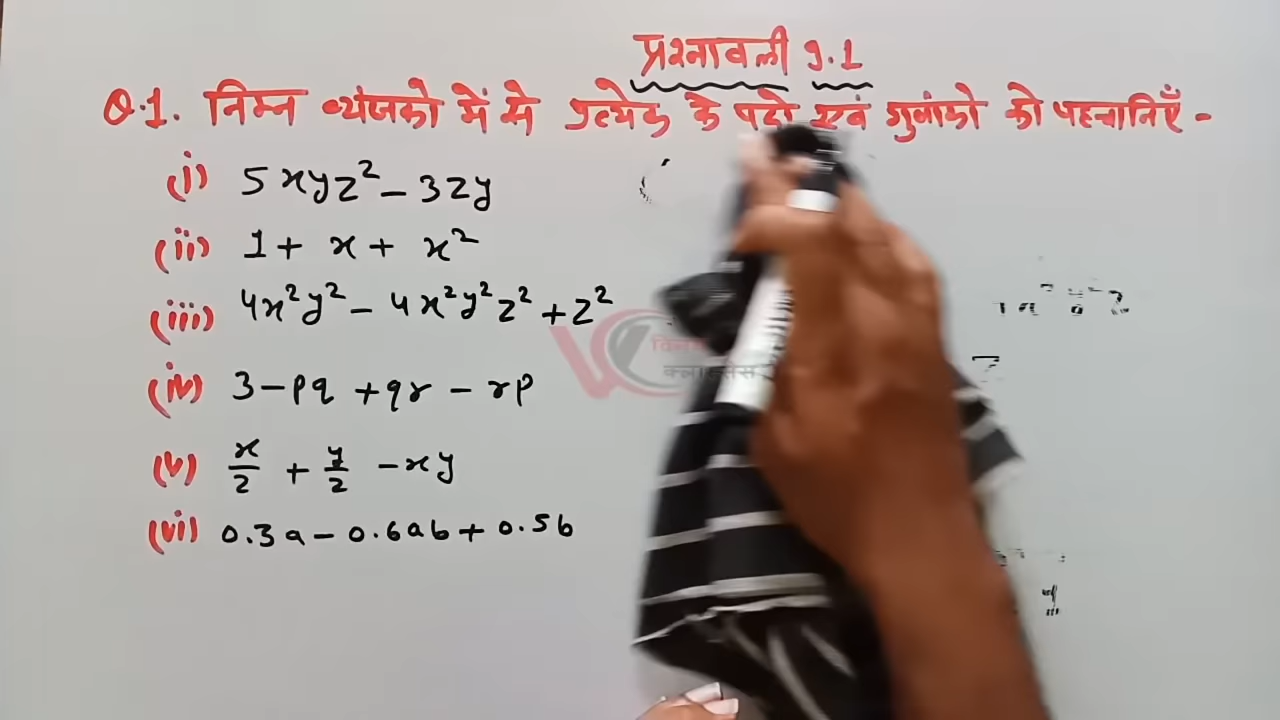 प्रश्नावली 9.1
Q.1. निम्न व्यंजको में से प्रत्येक के पदो एवं गुणांको को पहचानिएँ -
(i) 5xyz² - 3zy
(ii) 1 + x + x²
(iii) 4x²y² - 4x²y²z² + z²
(iv) 3 - pq + qr - rp
(v) x/2 + y/2 - xy
(vi) 0.3a - 0.6ab + 0.5b